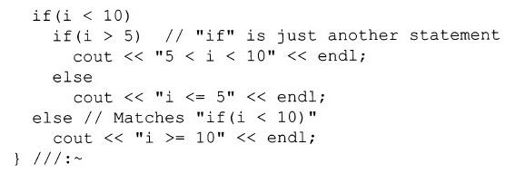 if(i < 10)
if(i > 5)  // "if" is just another statement
cout << "5 < i < 10" << endl;
else
cout << "i <= 5" << endl;
else // Matches "if(i < 10)"
cout << "i >= 10" << endl;
} ///:~